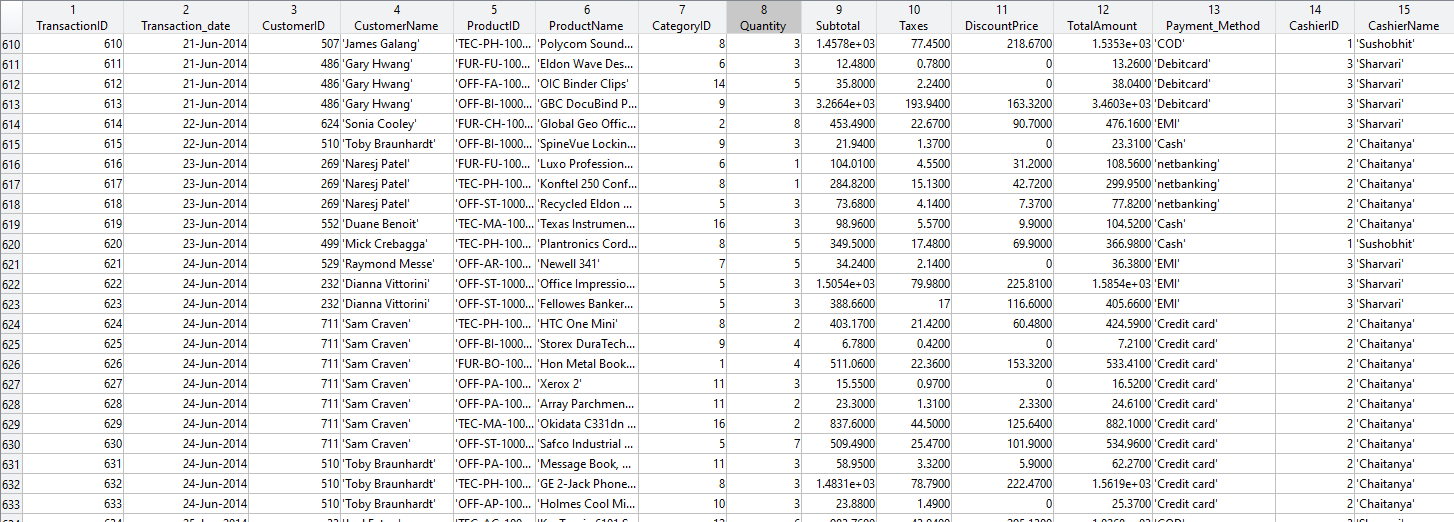 1 2 3 4 5 6 7 8 9 10 11 12 13 14 15
TransactionID Transaction_date CustomerID CustomerName ProductID ProductName CategoryID Quantity Subtotal Taxes DiscountPrice TotalAmount Payment_Method CashierID CashierName
610 610 21-Jun-2014 507 'James Galang' 'TEC-PH-100... 'Polycom Sound... 8 3 1.4578e+03 77.4500 218.6700 1.5353e+03 'COD' 1 'Sushobhit'
611 611 21-Jun-2014 486 'Gary Hwang' 'FUR-FU-100... 'Eldon Wave Des... 6 3 12.4800 0.7800 0 13.2600 'Debitcard' 3 'Sharvari'
612 612 21-Jun-2014 486 'Gary Hwang' 'OFF-FA-100... 'OIC Binder Clips' 14 5 35.8000 2.2400 0 38.0400 'Debitcard' 3 'Sharvari'
613 613 21-Jun-2014 486 'Gary Hwang' 'OFF-BI-1000... 'GBC DocuBind P... 9 3 3.2664e+03 193.9400 163.3200 3.4603e+03 'Debitcard' 3 'Sharvari'
614 614 22-Jun-2014 624 'Sonia Cooley' 'FUR-CH-100... 'Global Geo Offic... 2 8 453.4900 22.6700 90.7000 476.1600 'EMI' 3 'Sharvari'
615 615 22-Jun-2014 510 'Toby Braunhardt' 'OFF-BI-1000... 'SpineVue Lockin... 9 3 21.9400 1.3700 0 23.3100 'Cash' 2 'Chaitanya'
616 616 23-Jun-2014 269 'Naresj Patel' 'FUR-FU-100... 'Luxo Profession... 6 1 104.0100 4.5500 31.2000 108.5600 'netbanking' 2 'Chaitanya'
617 617 23-Jun-2014 269 'Naresj Patel' 'TEC-PH-100... 'Konftel 250 Conf... 8 1 284.8200 15.1300 42.7200 299.9500 'netbanking' 2 'Chaitanya'
618 618 23-Jun-2014 269 'Naresj Patel' 'OFF-ST-1000... 'Recycled Eldon ... 5 3 73.6800 4.1400 7.3700 77.8200 'netbanking' 2 'Chaitanya'
619 619 23-Jun-2014 552 'Duane Benoit' 'TEC-MA-100... 'Texas Instrumen... 16 3 98.9600 5.5700 9.9000 104.5200 'Cash' 2 'Chaitanya'
620 620 23-Jun-2014 499 'Mick Crebagga' 'TEC-PH-100... 'Plantronics Cord... 8 5 349.5000 17.4800 69.9000 366.9800 'Cash' 1 'Sushobhit'
621 621 24-Jun-2014 529 'Raymond Messe' 'OFF-AR-100... 'Newell 341' 7 5 34.2400 2.1400 0 36.3800 'EMI' 3 'Sharvari'
622 622 24-Jun-2014 232 'Dianna Vittorini' 'OFF-ST-1000... 'Office Impressio... 5 3 1.5054e+03 79.9800 225.8100 1.5854e+03 'EMI' 3 'Sharvari'
623 623 24-Jun-2014 232 'Dianna Vittorini' 'OFF-ST-1000... 'Fellowes Banker... 5 3 388.6600 17 116.6000 405.6600 'EMI' 3 'Sharvari'
624 624 24-Jun-2014 711 'Sam Craven' 'TEC-PH-100... 'HTC One Mini' 8 2 403.1700 21.4200 60.4800 424.5900 'Credit card' 2 'Chaitanya'
625 625 24-Jun-2014 711 'Sam Craven' 'OFF-BI-1000... 'Storex DuraTech... 9 4 6.7800 0.4200 0 7.2100 'Credit card' 2 'Chaitanya'
626 626 24-Jun-2014 711 'Sam Craven' 'FUR-BO-100... 'Hon Metal Book... 1 4 511.0600 22.3600 153.3200 533.4100 'Credit card' 2 'Chaitanya'
627 627 24-Jun-2014 711 'Sam Craven' 'OFF-PA-100... 'Xerox 2' 11 3 15.5500 0.9700 0 16.5200 'Credit card' 2 'Chaitanya'
628 628 24-Jun-2014 711 'Sam Craven' 'OFF-PA-100... 'Array Parchmen... 11 2 23.3000 1.3100 2.3300 24.6100 'Credit card' 2 'Chaitanya'
629 629 24-Jun-2014 711 'Sam Craven' 'TEC-MA-100... 'Okidata C331dn ... 16 2 837.6000 44.5000 125.6400 882.1000 'Credit card' 2 'Chaitanya'
630 630 24-Jun-2014 711 'Sam Craven' 'OFF-ST-1000... 'Safco Industrial ... 5 7 509.4900 25.4700 101.9000 534.9600 'Credit card' 2 'Chaitanya'
631 631 24-Jun-2014 510 'Toby Braunhardt' 'OFF-PA-100... 'Message Book, ... 11 3 58.9500 3.3200 5.9000 62.2700 'Credit card' 2 'Chaitanya'
632 632 24-Jun-2014 510 'Toby Braunhardt' 'TEC-PH-100... 'GE 2-Jack Phone... 8 3 1.4831e+03 78.7900 222.4700 1.5619e+03 'Credit card' 2 'Chaitanya'
633 633 24-Jun-2014 510 'Toby Braunhardt' 'OFF-AP-100... 'Holmes Cool Mi... 10 3 23.8800 1.4900 0 25.3700 'Credit card' 2 'Chaitanya'